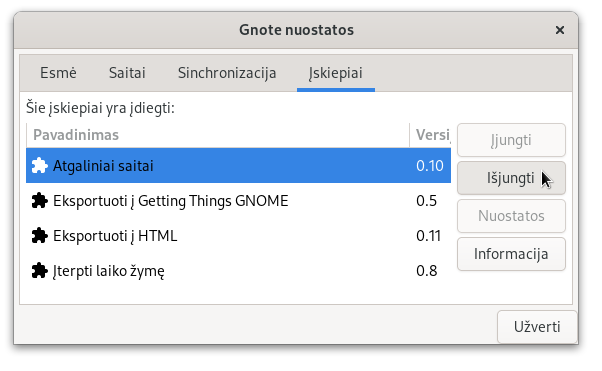 Gnote nuostatos
Esmė Saitai Sinchronizacija Įskiepiai
Šie įskiepiai yra įdiegti:
Pavadinimas
Atgaliniai saitai 0.10
Eksportuoti į Getting Things GNOME 0.5
Eksportuoti į HTML 0.11
Įterpti laiko žymę 0.8
Įjungti
Išjungti
Nuostatos
Informacija
Užverti